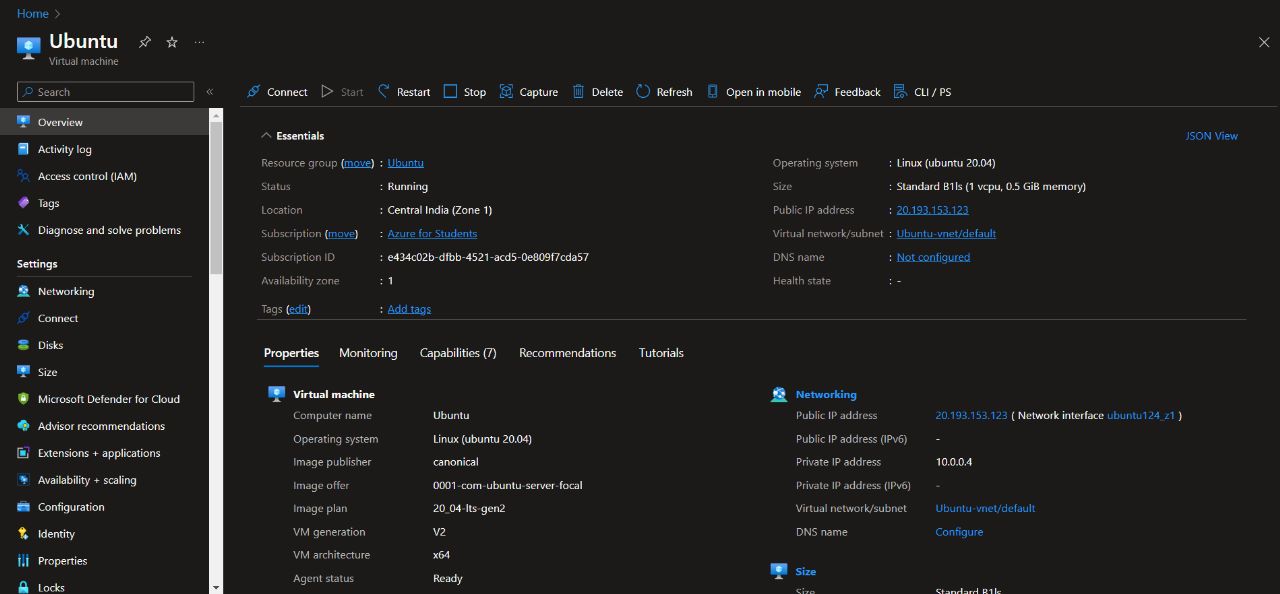 Home >
Ubuntu
Virtual machine
Search
Connect Start Restart Stop Capture Delete Refresh Open in mobile Feedback CLI / PS
Overview
Activity log
Access control (IAM)
Tags
Diagnose and solve problems
Settings
Networking
Connect
Disks
Size
Microsoft Defender for Cloud
Advisor recommendations
Extensions + applications
Availability + scaling
Configuration
Identity
Properties
Locks
Essentials
JSON View
Resource group (move) : Ubuntu
Status : Running
Location : Central India (Zone 1)
Subscription (move) : Azure for Students
Subscription ID : e434c02b-dfbb-4521-acd5-0e809f7cda57
Availability zone : 1
Tags (edit) : Add tags
Operating system : Linux (ubuntu 20.04)
Size : Standard B1ls (1 vcpu, 0.5 GiB memory)
Public IP address : 20.193.153.123
Virtual network/subnet : Ubuntu-vnet/default
DNS name : Not configured
Health state : -
Properties Monitoring Capabilities (7) Recommendations Tutorials
Virtual machine
Computer name Ubuntu
Operating system Linux (ubuntu 20.04)
Image publisher canonical
Image offer 0001-com-ubuntu-server-focal
Image plan 20_04-lts-gen2
VM generation V2
VM architecture x64
Agent status Ready
Networking
Public IP address 20.193.153.123 ( Network interface ubuntu124_z1 )
Public IP address (IPv6) -
Private IP address 10.0.0.4
Private IP address (IPv6) -
Virtual network/subnet Ubuntu-vnet/default
DNS name Configure
Size
Size Standard B1ls